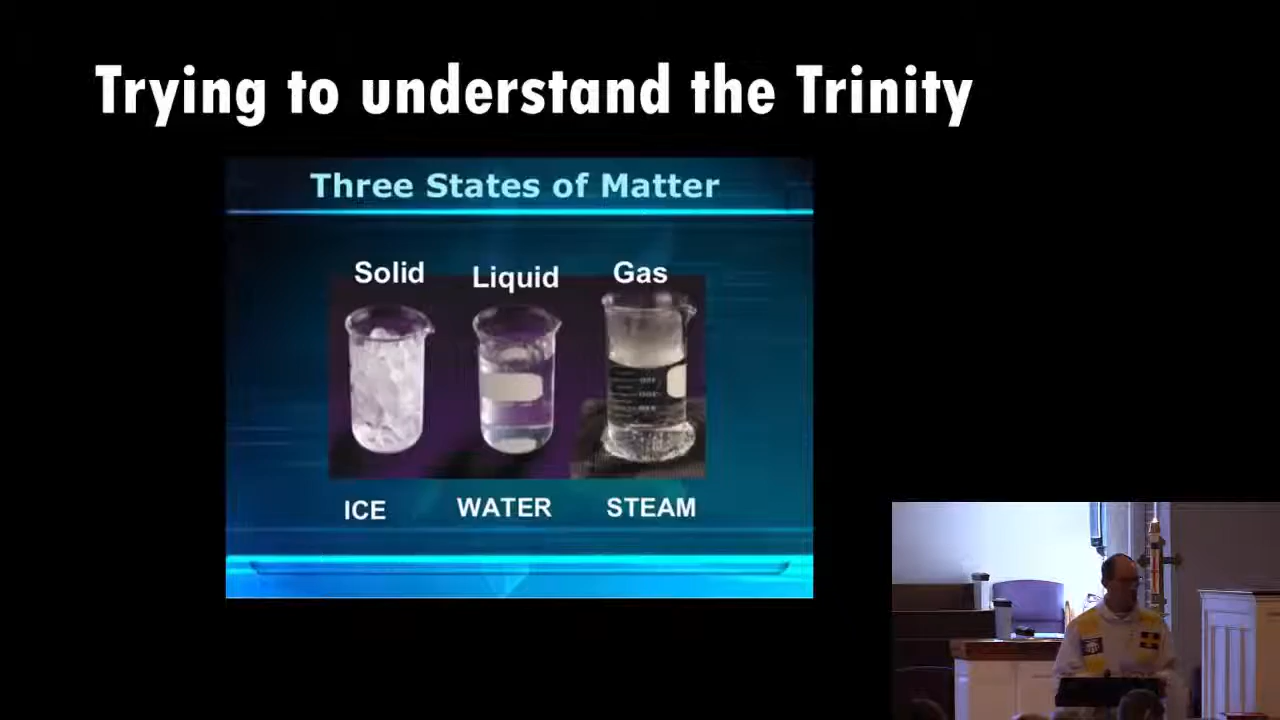 Trying to understand the Trinity
Three States of Matter
Solid Liquid Gas
ICE WATER STEAM